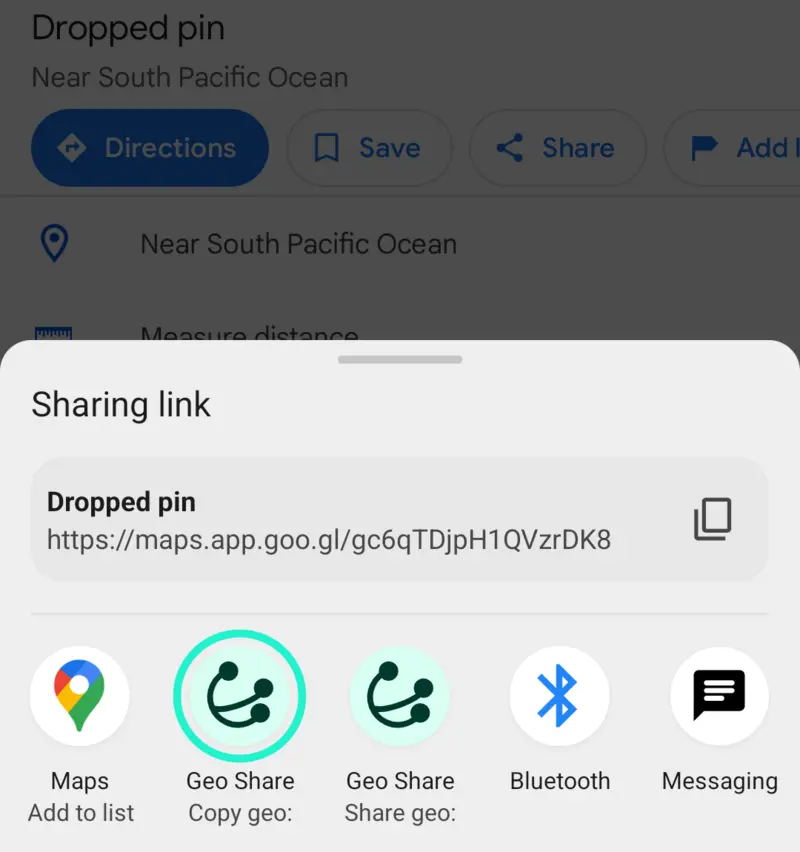 Dropped pin
Near South Pacific Ocean
Directions
Save
Share
Add
Near South Pacific Ocean
Measure distance
Sharing link
Dropped pin
https://maps.app.goo.gl/gc6qTDjpH1QVzrDK8
Maps
Add to list
Geo Share
Copy geo:
Geo Share
Share geo:
Bluetooth
Messaging